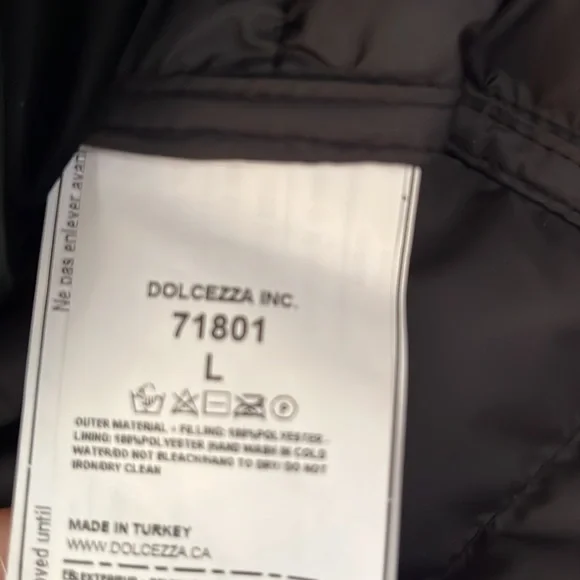 Ne pas enlever avant
DOLCEZZA INC.
71801
L
P
OUTER MATERIAL + FILLING: 100%POLYESTER -
LINING: 100%POLYESTER |HAND WASH IN COLD
WATER/DO NOT BLEACH/HANG TO DRY/ DO NOT
IRON/DRY CLEAN
MADE IN TURKEY
WWW.DOLCEZZA.CA
oved until